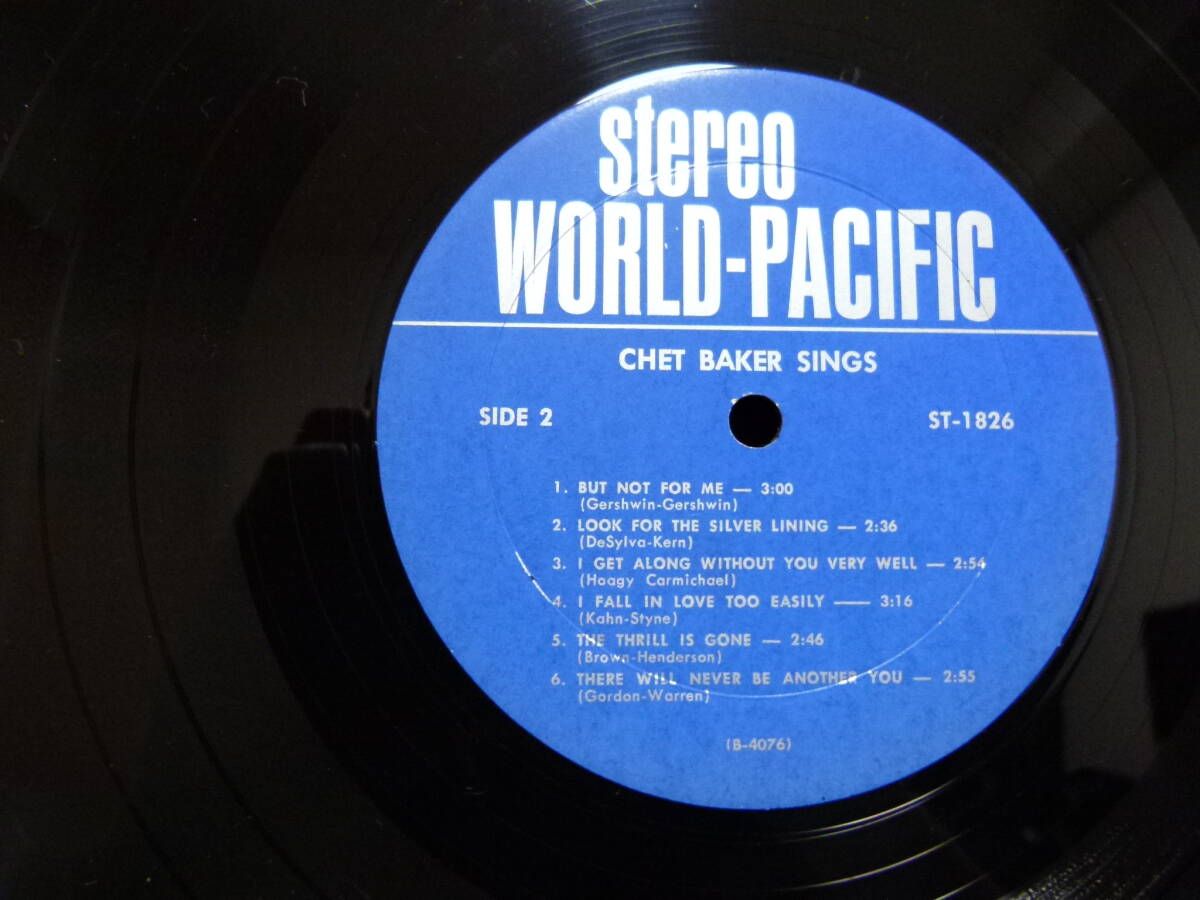 stereo
WORLD-PACIFIC
CHET BAKER SINGS
SIDE 2
ST-1826
1. BUT NOT FOR ME — 3:00
(Gershwin-Gershwin)
2. LOOK FOR THE SILVER LINING — 2:36
(DeSylva-Kern)
3. I GET ALONG WITHOUT YOU VERY WELL — 2:54
(Hoagy Carmichael)
4. I FALL IN LOVE TOO EASILY — 3:16
(Kahn-Styne)
5. THE THRILL IS GONE — 2:46
(Brown-Henderson)
6. THERE WILL NEVER BE ANOTHER YOU — 2:55
(Gordon-Warren)
(B-4076)